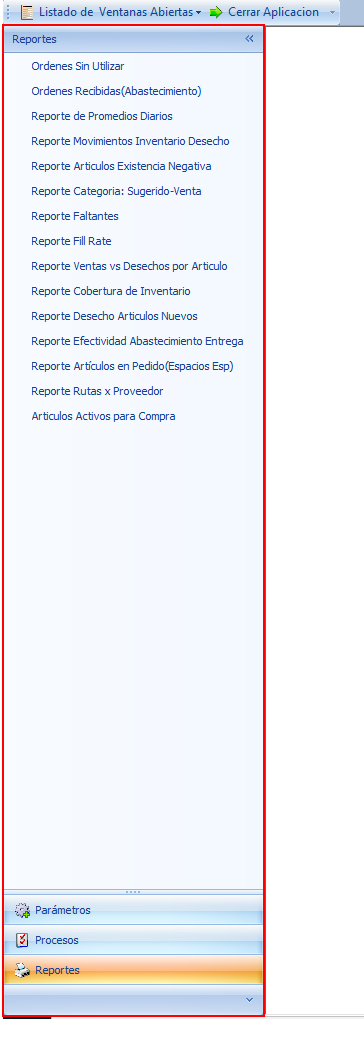 Listado de Ventanas Abiertas Cerrar Aplicacion
Reportes
Ordenes Sin Utilizar
Ordenes Recibidas(Abastecimiento)
Reporte de Promedios Diarios
Reporte Movimientos Inventario Desecho
Reporte Articulos Existencia Negativa
Reporte Categoria: Sugerido-Venta
Reporte Faltantes
Reporte Fill Rate
Reporte Ventas vs Desechos por Articulo
Reporte Cobertura de Inventario
Reporte Desecho Articulos Nuevos
Reporte Efectividad Abastecimiento Entrega
Reporte Artículos en Pedido(Espacios Esp)
Reporte Rutas x Proveedor
Articulos Activos para Compra
Parámetros
Procesos
Reportes